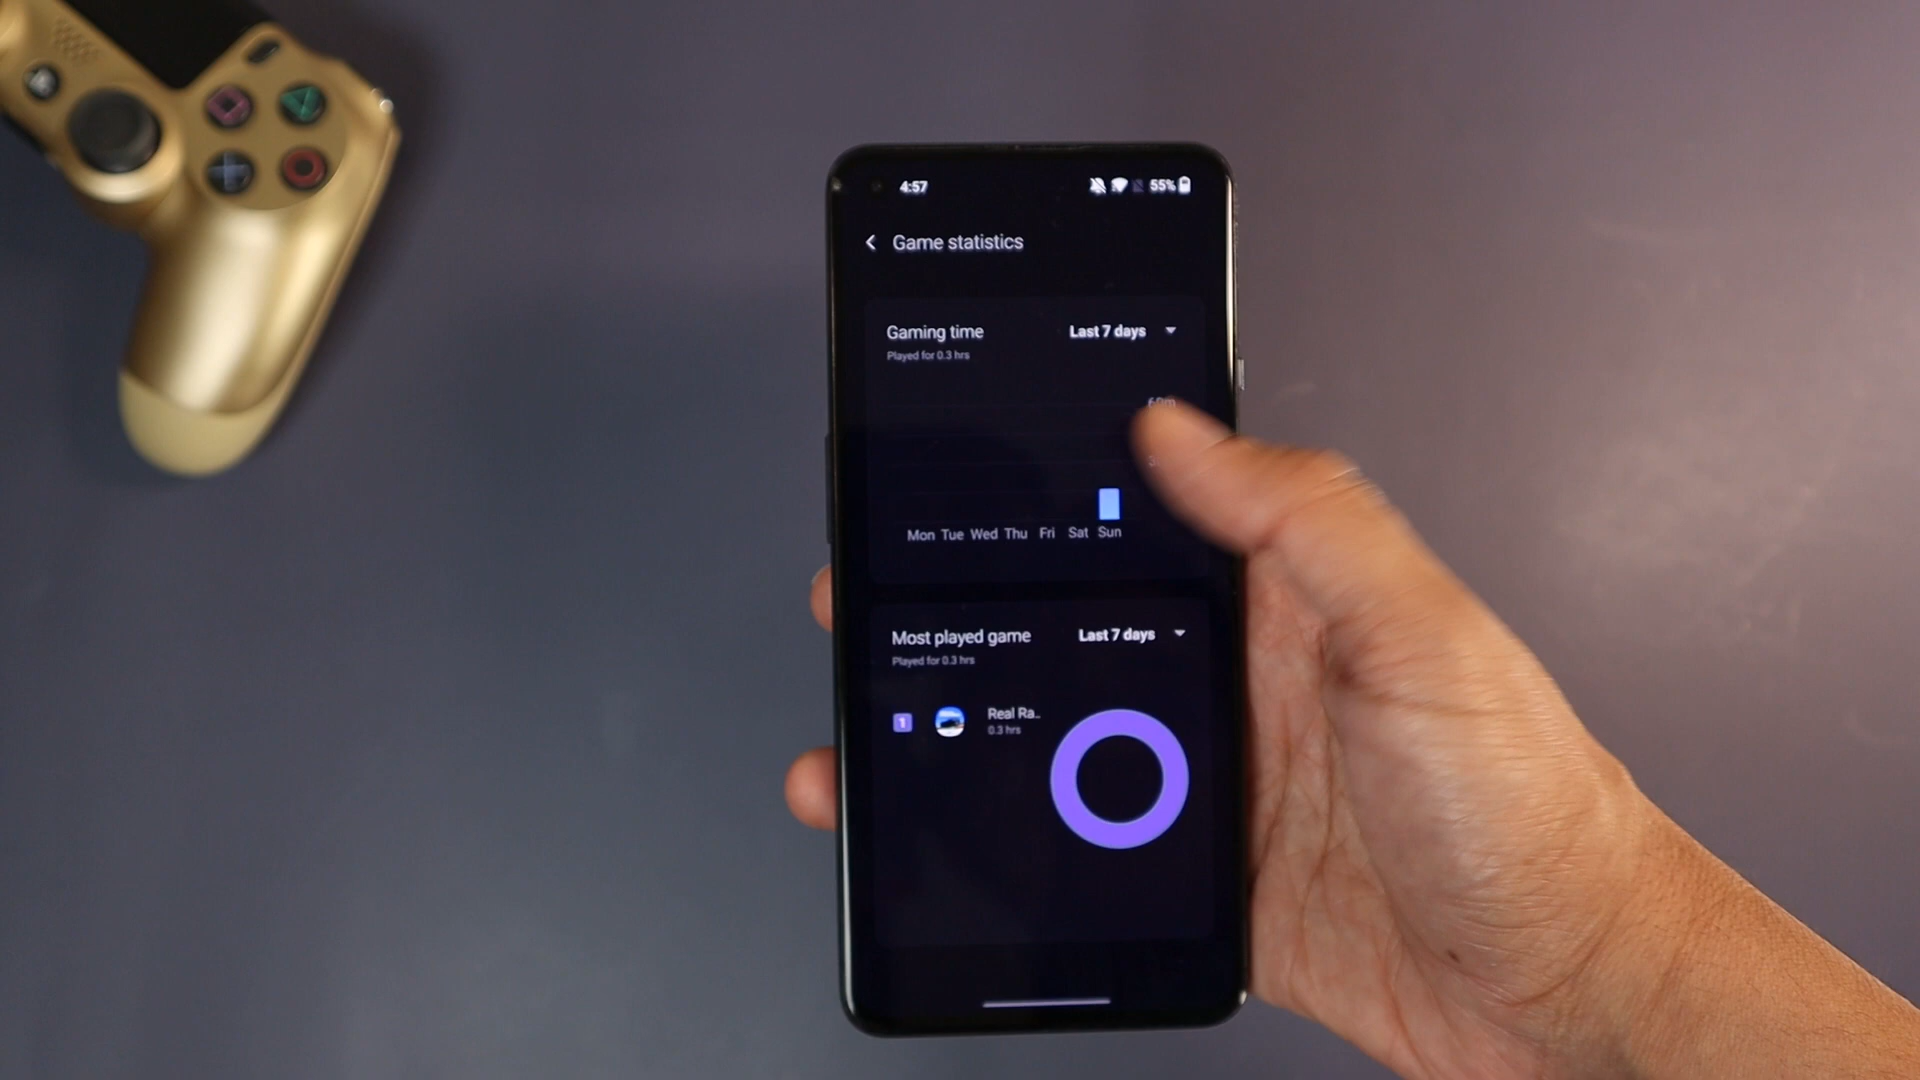 4:57 55%
Game statistics
Gaming time Last 7 days
Played for 0.3 hrs
Mon Tue Wed Thu Fri Sat Sun
Most played game Last 7 days
Played for 0.3 hrs
1 Real Ra..
0.3 hrs